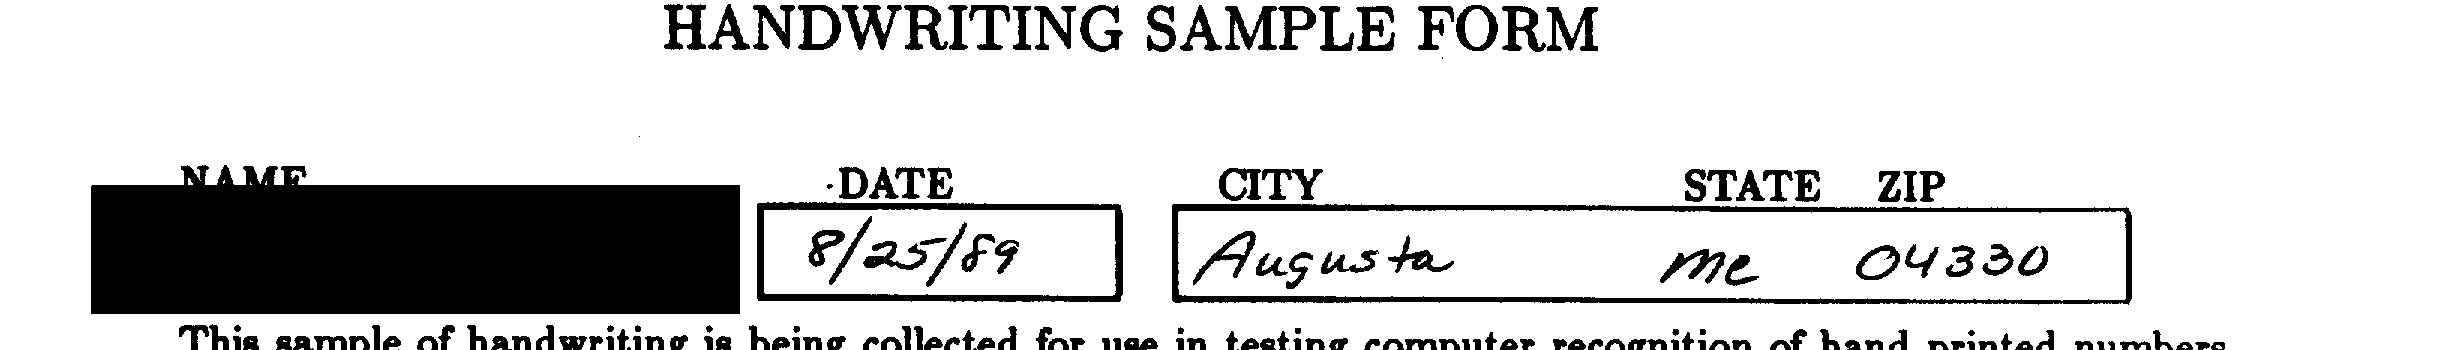 HANDWRITING SAMPLE FORM
NAME DATE CITY STATE ZIP
8/25/89 Augusta me 04330
This sample of handwriting is being collected for use in testing computer recognition of hand printed numbers